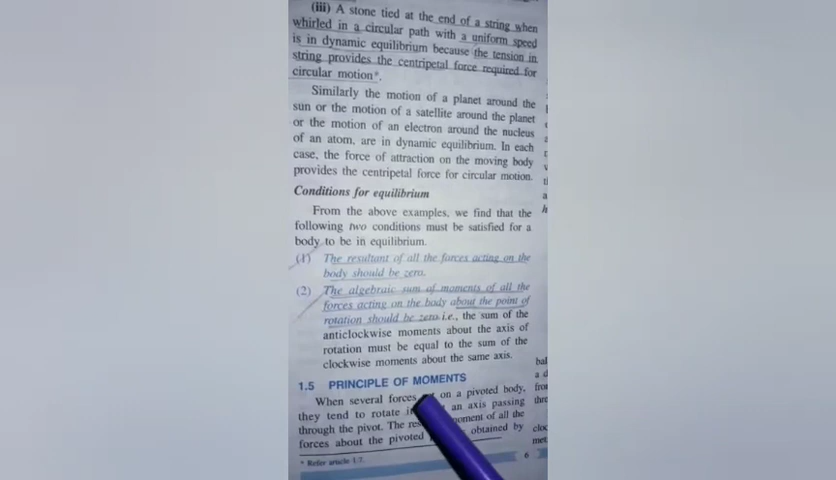 (iii) A stone tied at the end of a string when
whirled in a circular path with a uniform speed
is in dynamic equilibrium because the tension in
string provides the centripetal force required for
circular motion*.
Similarly the motion of a planet around the
sun or the motion of a satellite around the planet
or the motion of an electron around the nucleus
of an atom, are in dynamic equilibrium. In each
case, the force of attraction on the moving body
provides the centripetal force for circular motion.
Conditions for equilibrium
From the above examples, we find that the
following two conditions must be satisfied for a
body to be in equilibrium.
(1) The resultant of all the forces acting on the
body should be zero.
(2) The algebraic sum of moments of all the
forces acting on the body about the point of
rotation should be zero i.e., the sum of the
anticlockwise moments about the axis of
rotation must be equal to the sum of the
clockwise moments about the same axis.
1.5 PRINCIPLE OF MOMENTS
When several forces on a pivoted body,
they tend to rotate an axis passing
through the pivot. The moment of all the
forces about the pivoted obtained by
* Refer article 1.7.
6